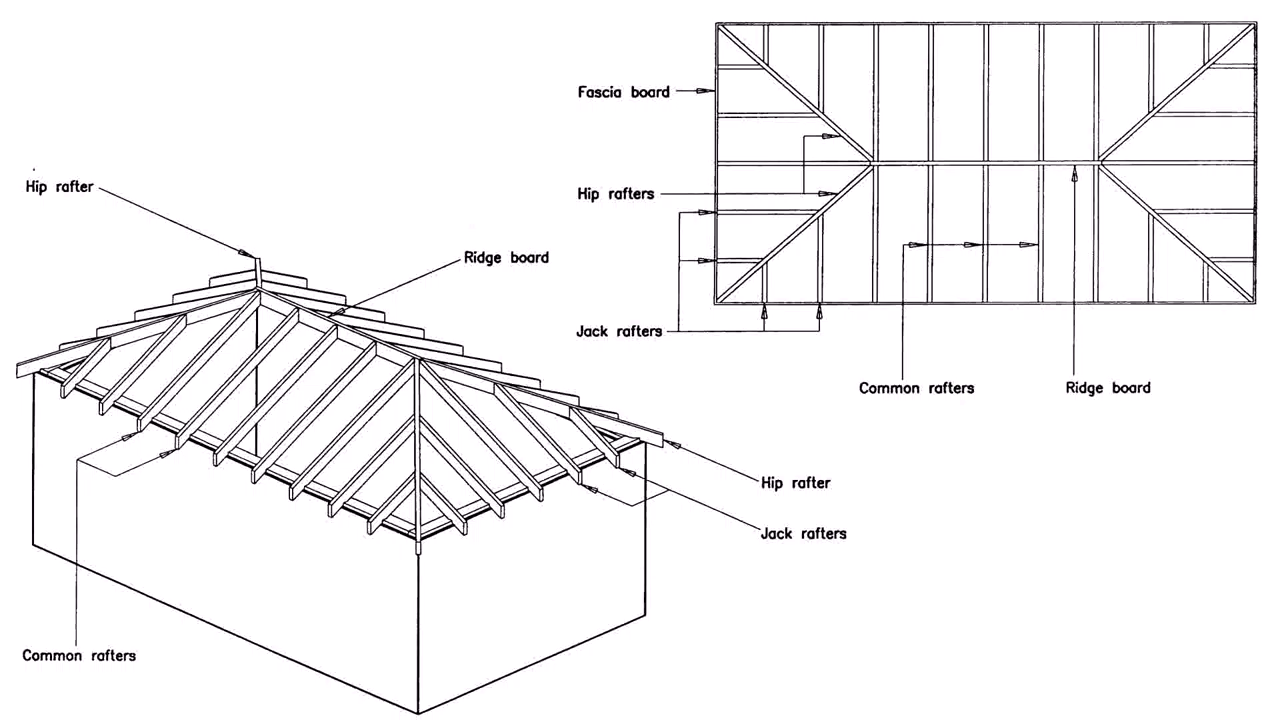 Fascia board
Hip rafter
Hip rafters
Ridge board
Jack rafters
Common rafters
Ridge board
Hip rafter
Jack rafters
Common rafters